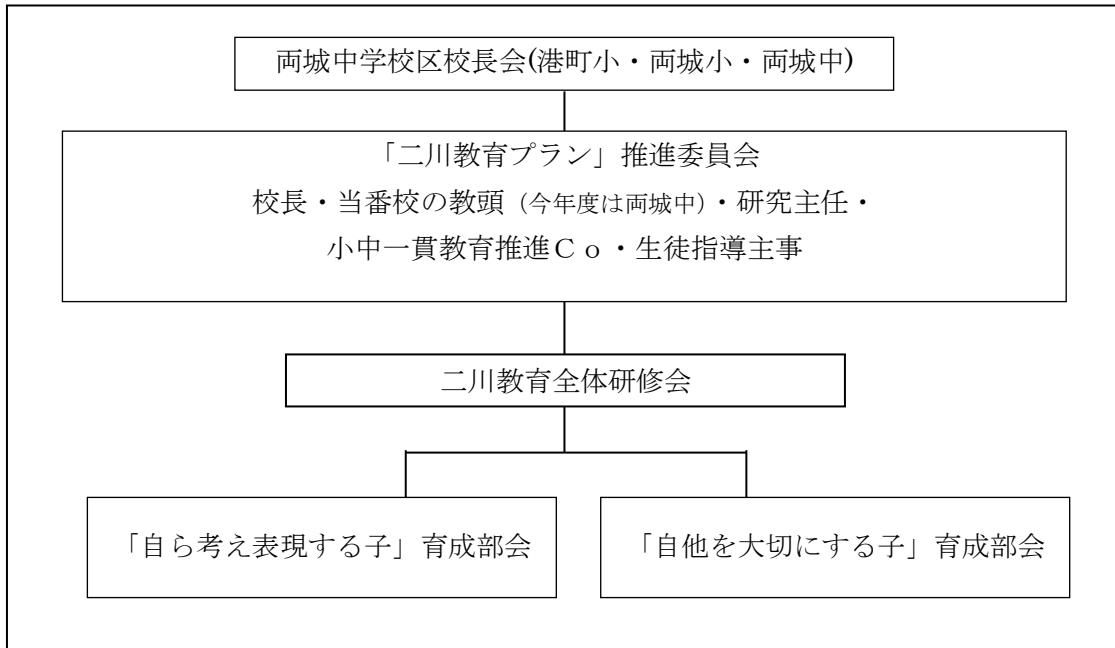 両城中学校区校長会(港町小・両城小・両城中)
「二川教育プラン」推進委員会
校長・当番校の教頭（今年度は両城中）・研究主任・
小中一貫教育推進Ｃｏ・生徒指導主事
二川教育全体研修会
「自ら考え表現する子」育成部会
「自他を大切にする子」育成部会